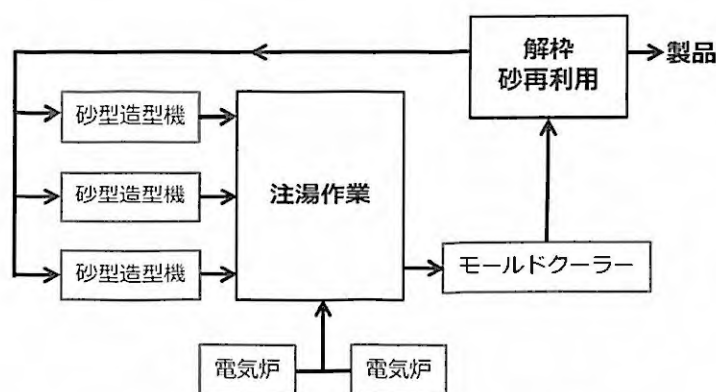 解枠
砂再利用
製品
砂型造型機
砂型造型機
砂型造型機
注湯作業
モールドクーラー
電気炉
電気炉